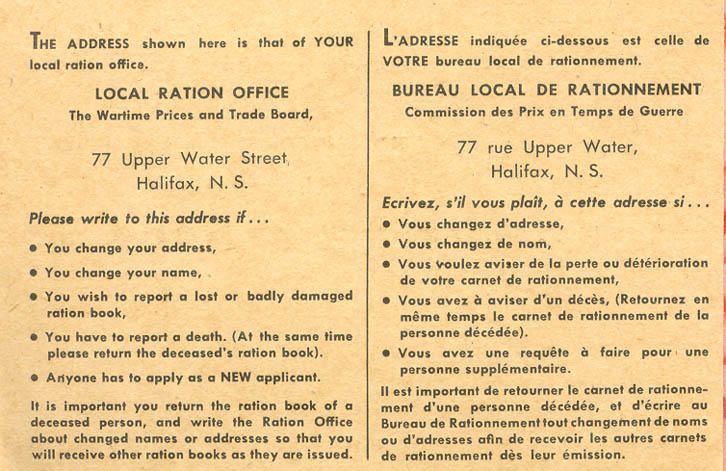 THE ADDRESS shown here is that of YOUR
local ration office.
LOCAL RATION OFFICE
The Wartime Prices and Trade Board,
77 Upper Water Street,
Halifax, N. S.
Please write to this address if...
● You change your address,
● You change your name,
● You wish to report a lost or badly damaged
ration book,
● You have to report a death. (At the same time
please return the deceased's ration book).
● Anyone has to apply as a NEW applicant.
It is important you return the ration book of a
deceased person, and write the Ration Office
about changed names or addresses so that you
will receive other ration books as they are issued.
L'ADRESSE indiquée ci-dessous est celle de
VOTRE bureau local de rationnement.
BUREAU LOCAL DE RATIONNEMENT
Commission des Prix en Temps de Guerre
77 rue Upper Water,
Halifax, N. S.
Ecrivez, s'il vous plaît, à cette adresse si...
● Vous changez d'adresse,
● Vous changez de nom,
● Vous voulez aviser de la perte ou détérioration
de votre carnet de rationnement,
● Vous avez à aviser d'un décès, (Retournez en
même temps le carnet de rationnement de la
personne décédée).
● Vous avez une requête à faire pour une
personne supplémentaire.
Il est important de retourner le carnet de rationne-
ment d'une personne décédée, et d'écrire au
Bureau de Rationnement tout changement de noms
ou d'adresses afin de recevoir les autres carnets
de rationnement dès leur émission.